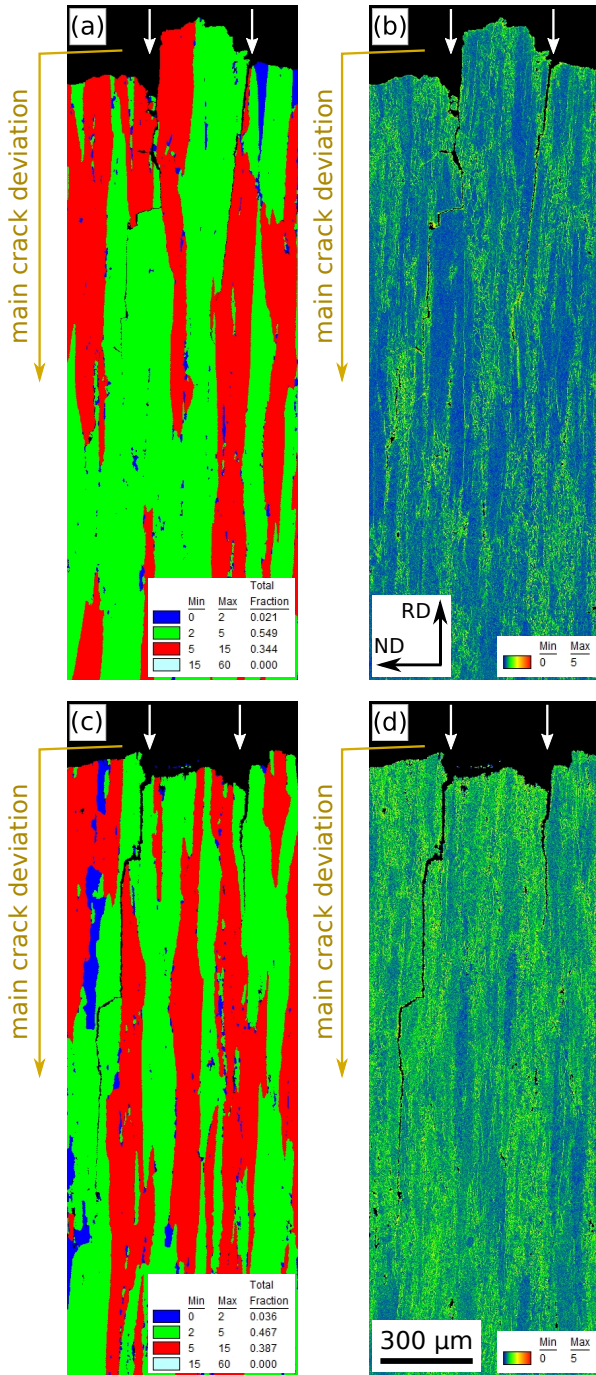 (a)
main crack deviation
Total
Min Max Fraction
0 2 0.021
2 5 0.549
5 15 0.344
15 60 0.000
(b)
main crack deviation
RD
ND
Min Max
0 5
(c)
main crack deviation
Total
Min Max Fraction
0 2 0.036
2 5 0.467
5 15 0.387
15 60 0.000
(d)
main crack deviation
300 µm
Min Max
0 5